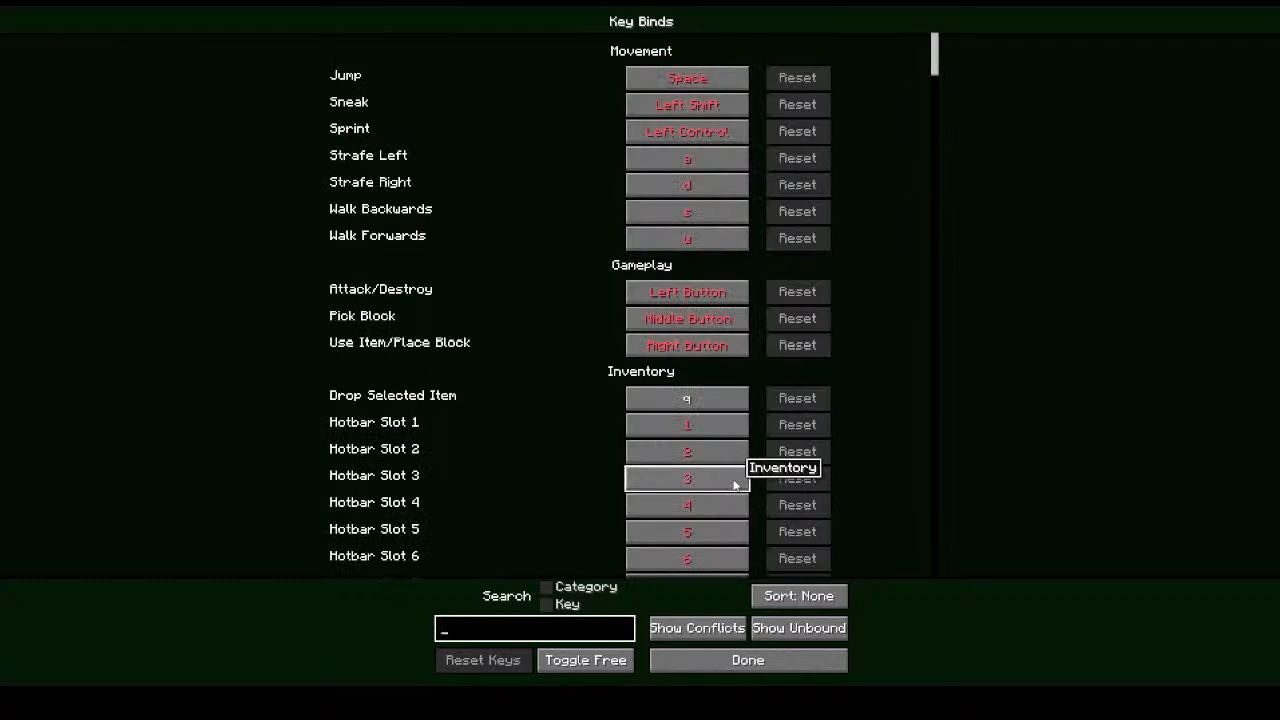 Key Binds
Movement
Jump Space Reset
Sneak Left Shift Reset
Sprint Left Control Reset
Strafe Left a Reset
Strafe Right d Reset
Walk Backwards s Reset
Walk Forwards w Reset
Gameplay
Attack/Destroy Left Button Reset
Pick Block Middle Button Reset
Use Item/Place Block Right Button Reset
Inventory
Drop Selected Item q Reset
Hotbar Slot 1 1 Reset
Hotbar Slot 2 2 Reset
Inventory
Hotbar Slot 3 3 Reset
Hotbar Slot 4 4 Reset
Hotbar Slot 5 5 Reset
Hotbar Slot 6 6 Reset
Category
Search Sort: None
Key
_ Show Conflicts Show Unbound
Reset Keys Toggle Free Done